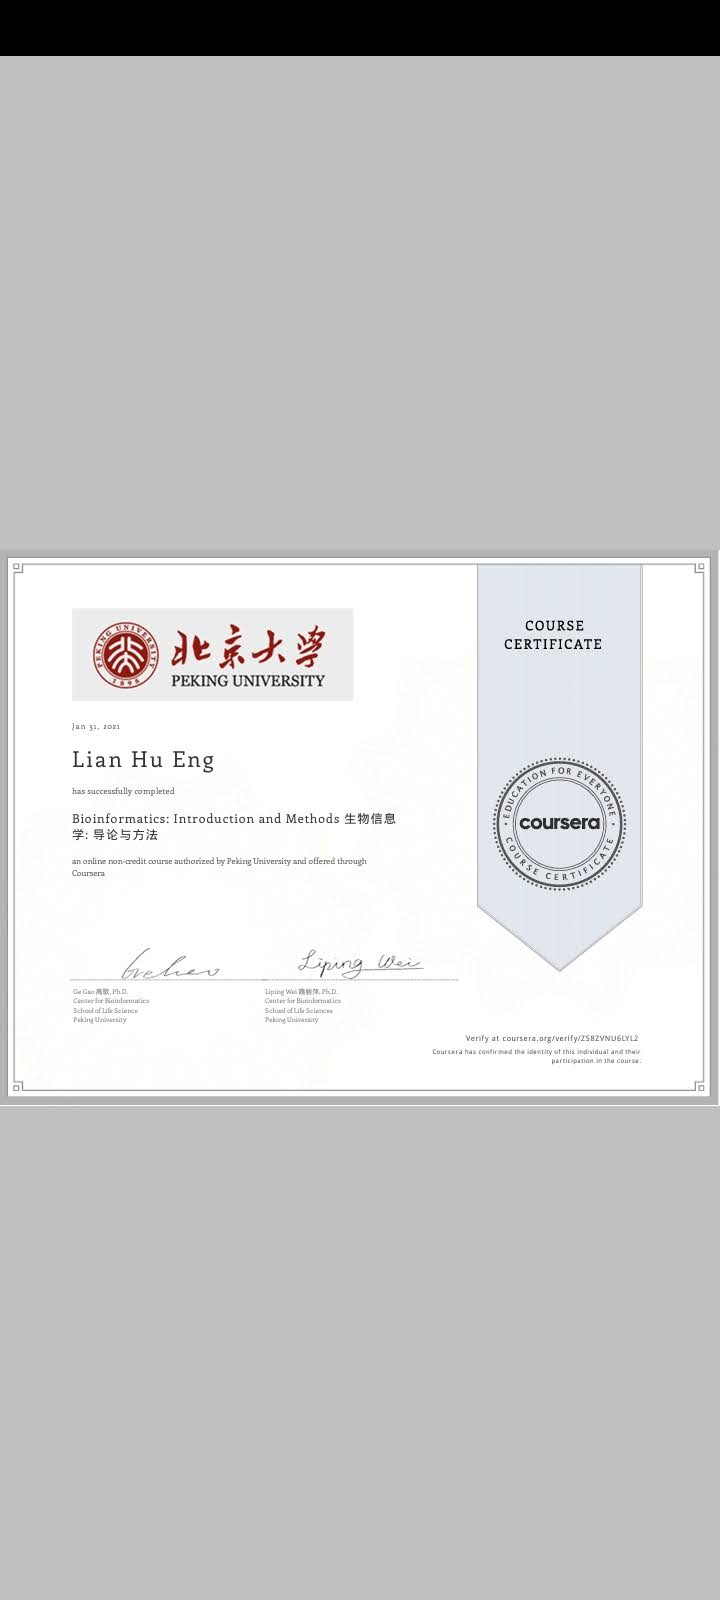 PEKING UNIVERSITY
1898
北京大学
PEKING UNIVERSITY
COURSE
CERTIFICATE
Jan 31, 2021
Lian Hu Eng
has successfully completed
Bioinformatics: Introduction and Methods 生物信息
学: 导论与方法
an online non-credit course authorized by Peking University and offered through
Coursera
EDUCATION FOR EVERYONE
coursera
COURSE CERTIFICATE
Liping Wei
Ge Gao 高歌, Ph.D.
Center for Bioinformatics
School of Life Science
Peking University
Liping Wei 魏丽萍, Ph.D.
Center for Bioinformatics
School of Life Sciences
Peking University
Verify at coursera.org/verify/ZS8ZVNU6LYL2
Coursera has confirmed the identity of this individual and their
participation in the course.